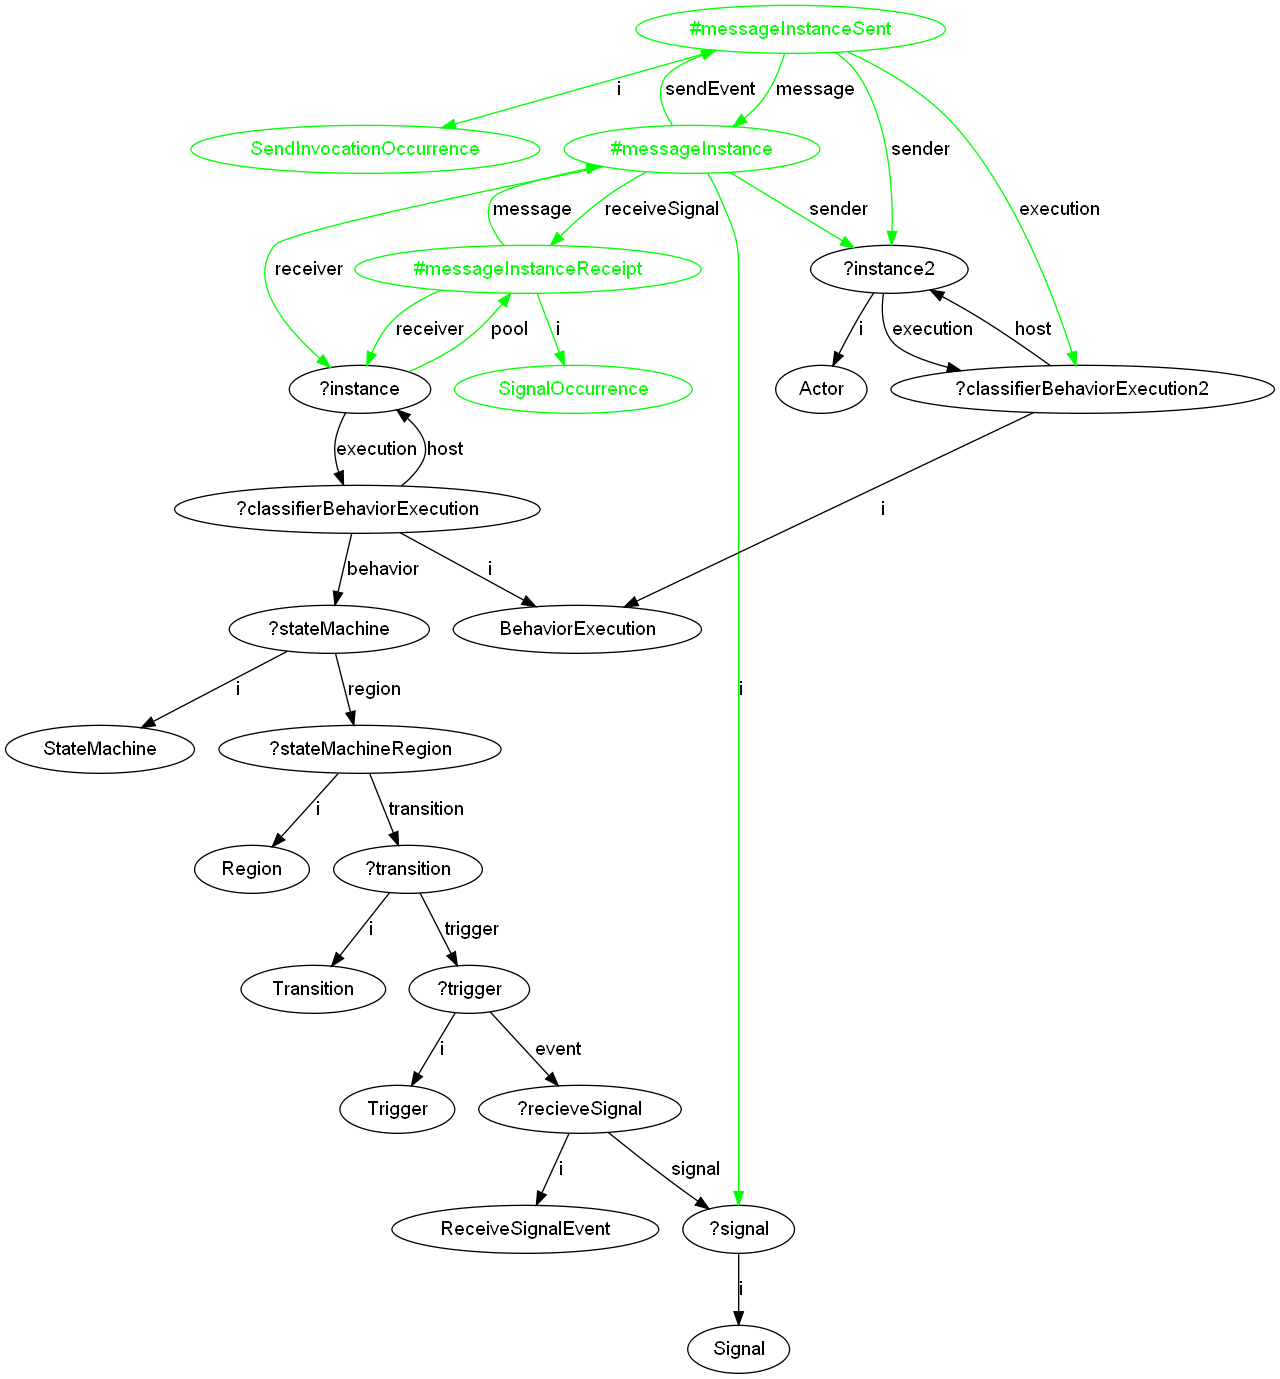 #messageInstanceSent
i
sendEvent
message
SendInvocationOccurrence
#messageInstance
sender
message
receiveSignal
sender
execution
receiver
#messageInstanceReceipt
?instance2
receiver
pool
i
i
execution
host
?instance
SignalOccurrence
Actor
?classifierBehaviorExecution2
execution
host
?classifierBehaviorExecution
i
behavior
i
?stateMachine
BehaviorExecution
i
region
i
StateMachine
?stateMachineRegion
i
transition
Region
?transition
i
trigger
Transition
?trigger
i
event
Trigger
?recieveSignal
i
signal
ReceiveSignalEvent
?signal
i
Signal